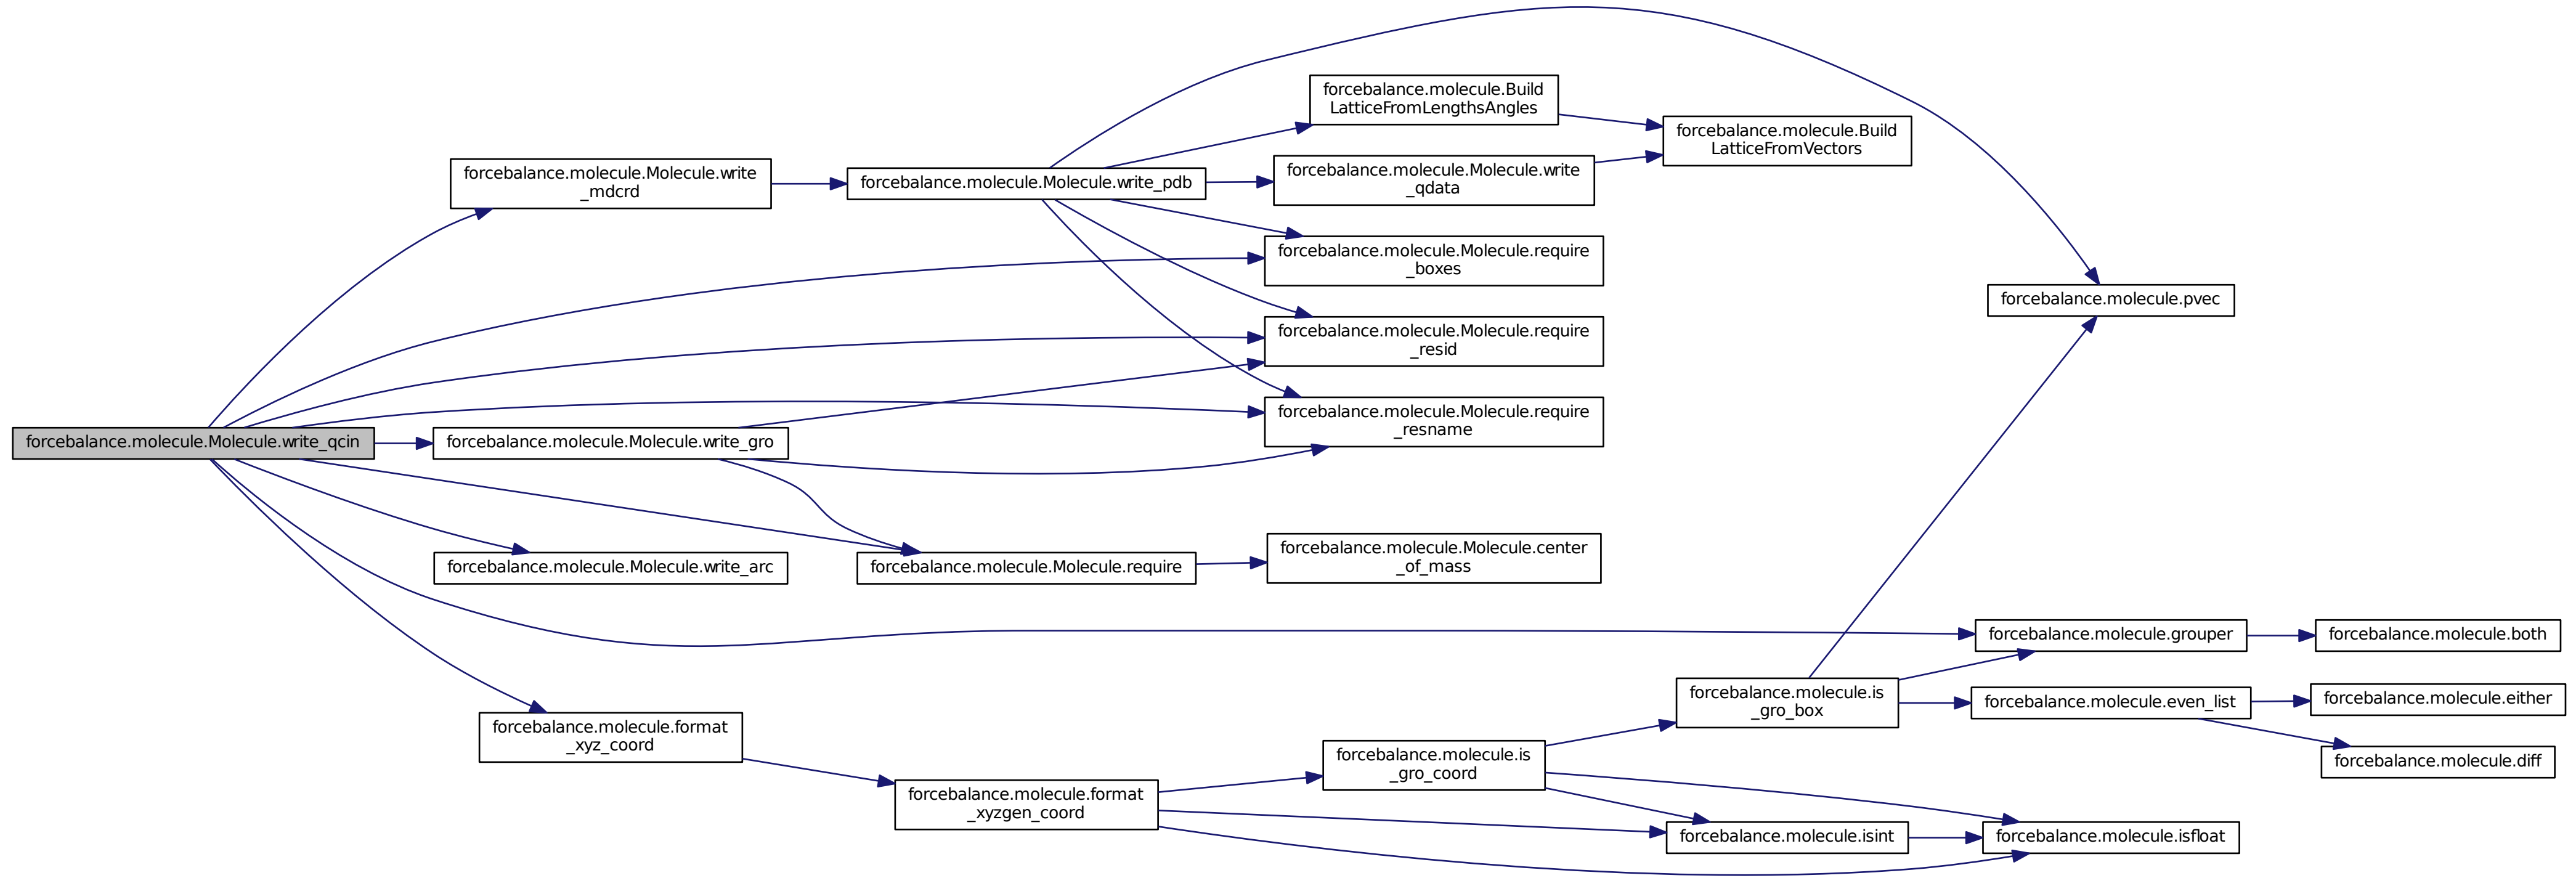 forcebalance.molecule.Molecule.write_qcin
forcebalance.molecule.Molecule.write
_mdcrd
forcebalance.molecule.Molecule.write_gro
forcebalance.molecule.Molecule.write_arc
forcebalance.molecule.format
_xyz_coord
forcebalance.molecule.Molecule.write_pdb
forcebalance.molecule.Molecule.require
forcebalance.molecule.format
_xyzgen_coord
forcebalance.molecule.Build
LatticeFromLengthsAngles
forcebalance.molecule.Molecule.write
_qdata
forcebalance.molecule.Molecule.require
_boxes
forcebalance.molecule.Molecule.require
_resid
forcebalance.molecule.Molecule.require
_resname
forcebalance.molecule.Molecule.center
_of_mass
forcebalance.molecule.is
_gro_coord
forcebalance.molecule.Build
LatticeFromVectors
forcebalance.molecule.is
_gro_box
forcebalance.molecule.isint
forcebalance.molecule.pvec
forcebalance.molecule.grouper
forcebalance.molecule.even_list
forcebalance.molecule.isfloat
forcebalance.molecule.both
forcebalance.molecule.either
forcebalance.molecule.diff